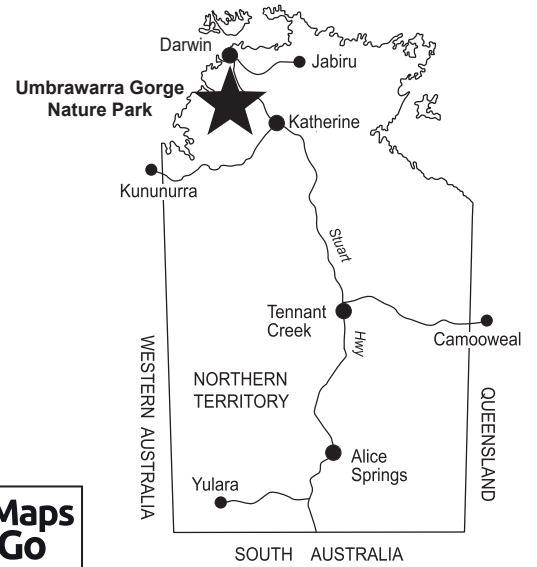 Darwin
Jabiru
Umbrawarra Gorge
Nature Park
Katherine
Kununurra
Stuart
Tennant
Creek
Hwy
Camooweal
WESTERN AUSTRALIA
NORTHERN
TERRITORY
QUEENSLAND
Alice
Springs
Yulara
Maps
Go
SOUTH AUSTRALIA